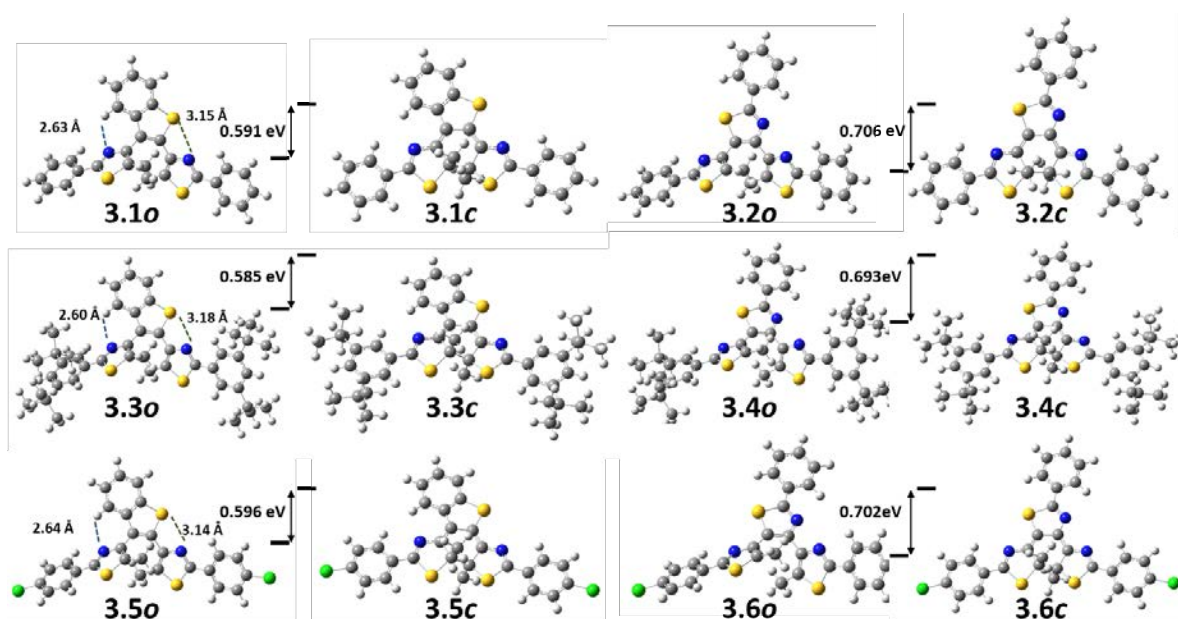 2.63 Å
3.15 Å
0.591 eV
0.706 eV
3.1o
3.1c
3.2o
3.2c
0.585 eV
0.693eV
2.60 Å
3.18 Å
3.3o
3.3c
3.4o
3.4c
0.596 eV
0.702eV
2.64 Å
3.14 Å
3.5o
3.5c
3.6o
3.6c